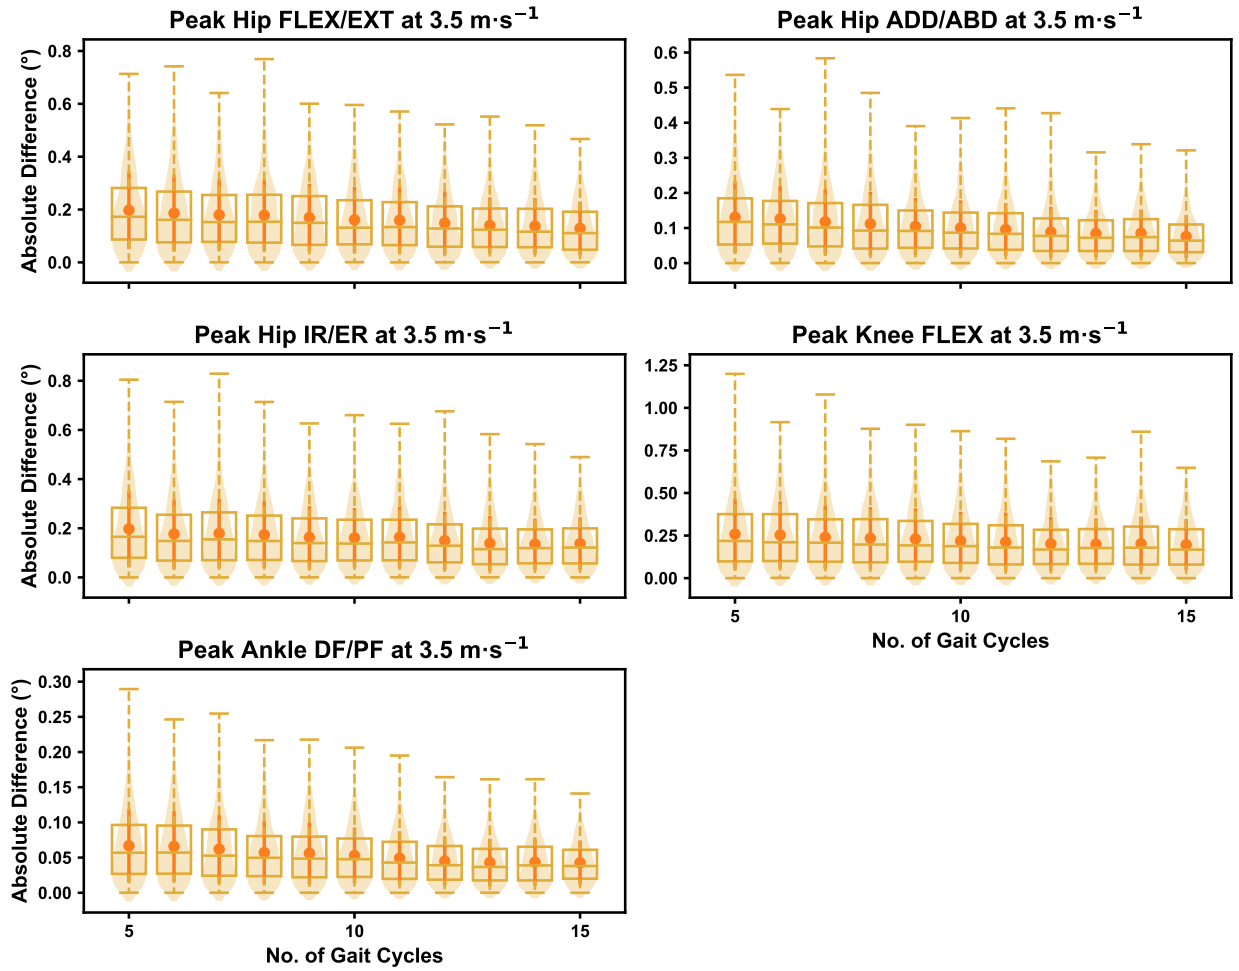 Peak Hip FLEX/EXT at 3.5 m·s⁻¹
Absolute Difference (°)
0.8
0.6
0.4
0.2
0.0
Peak Hip ADD/ABD at 3.5 m·s⁻¹
0.6
0.5
0.4
0.3
0.2
0.1
0.0
Peak Hip IR/ER at 3.5 m·s⁻¹
Absolute Difference (°)
0.8
0.6
0.4
0.2
0.0
Peak Knee FLEX at 3.5 m·s⁻¹
1.25
1.00
0.75
0.50
0.25
0.00
5 10 15
No. of Gait Cycles
Peak Ankle DF/PF at 3.5 m·s⁻¹
Absolute Difference (°)
0.30
0.25
0.20
0.15
0.10
0.05
0.00
5 10 15
No. of Gait Cycles